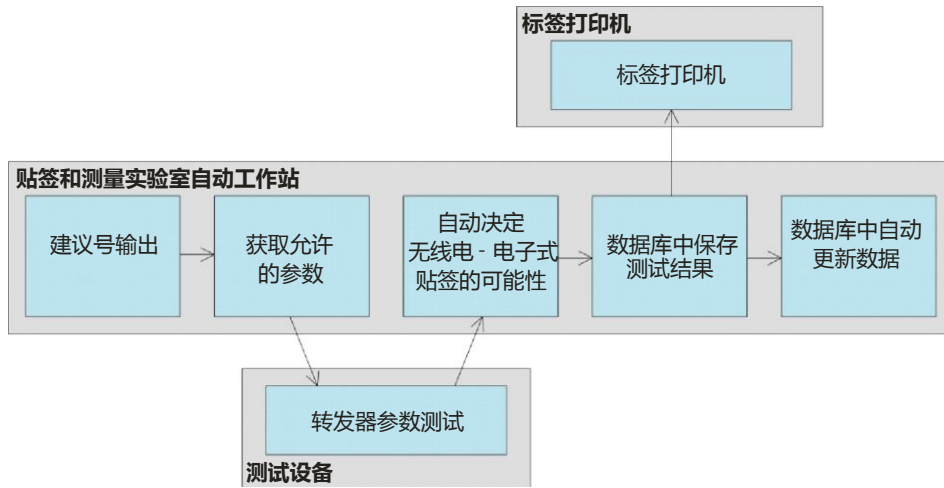 标签打印机
标签打印机
贴签和测量实验室自动工作站
建议号输出
获取允许
的参数
自动决定
无线电 - 电子式
贴签的可能性
数据库中保存
测试结果
数据库中自动
更新数据
转发器参数测试
测试设备